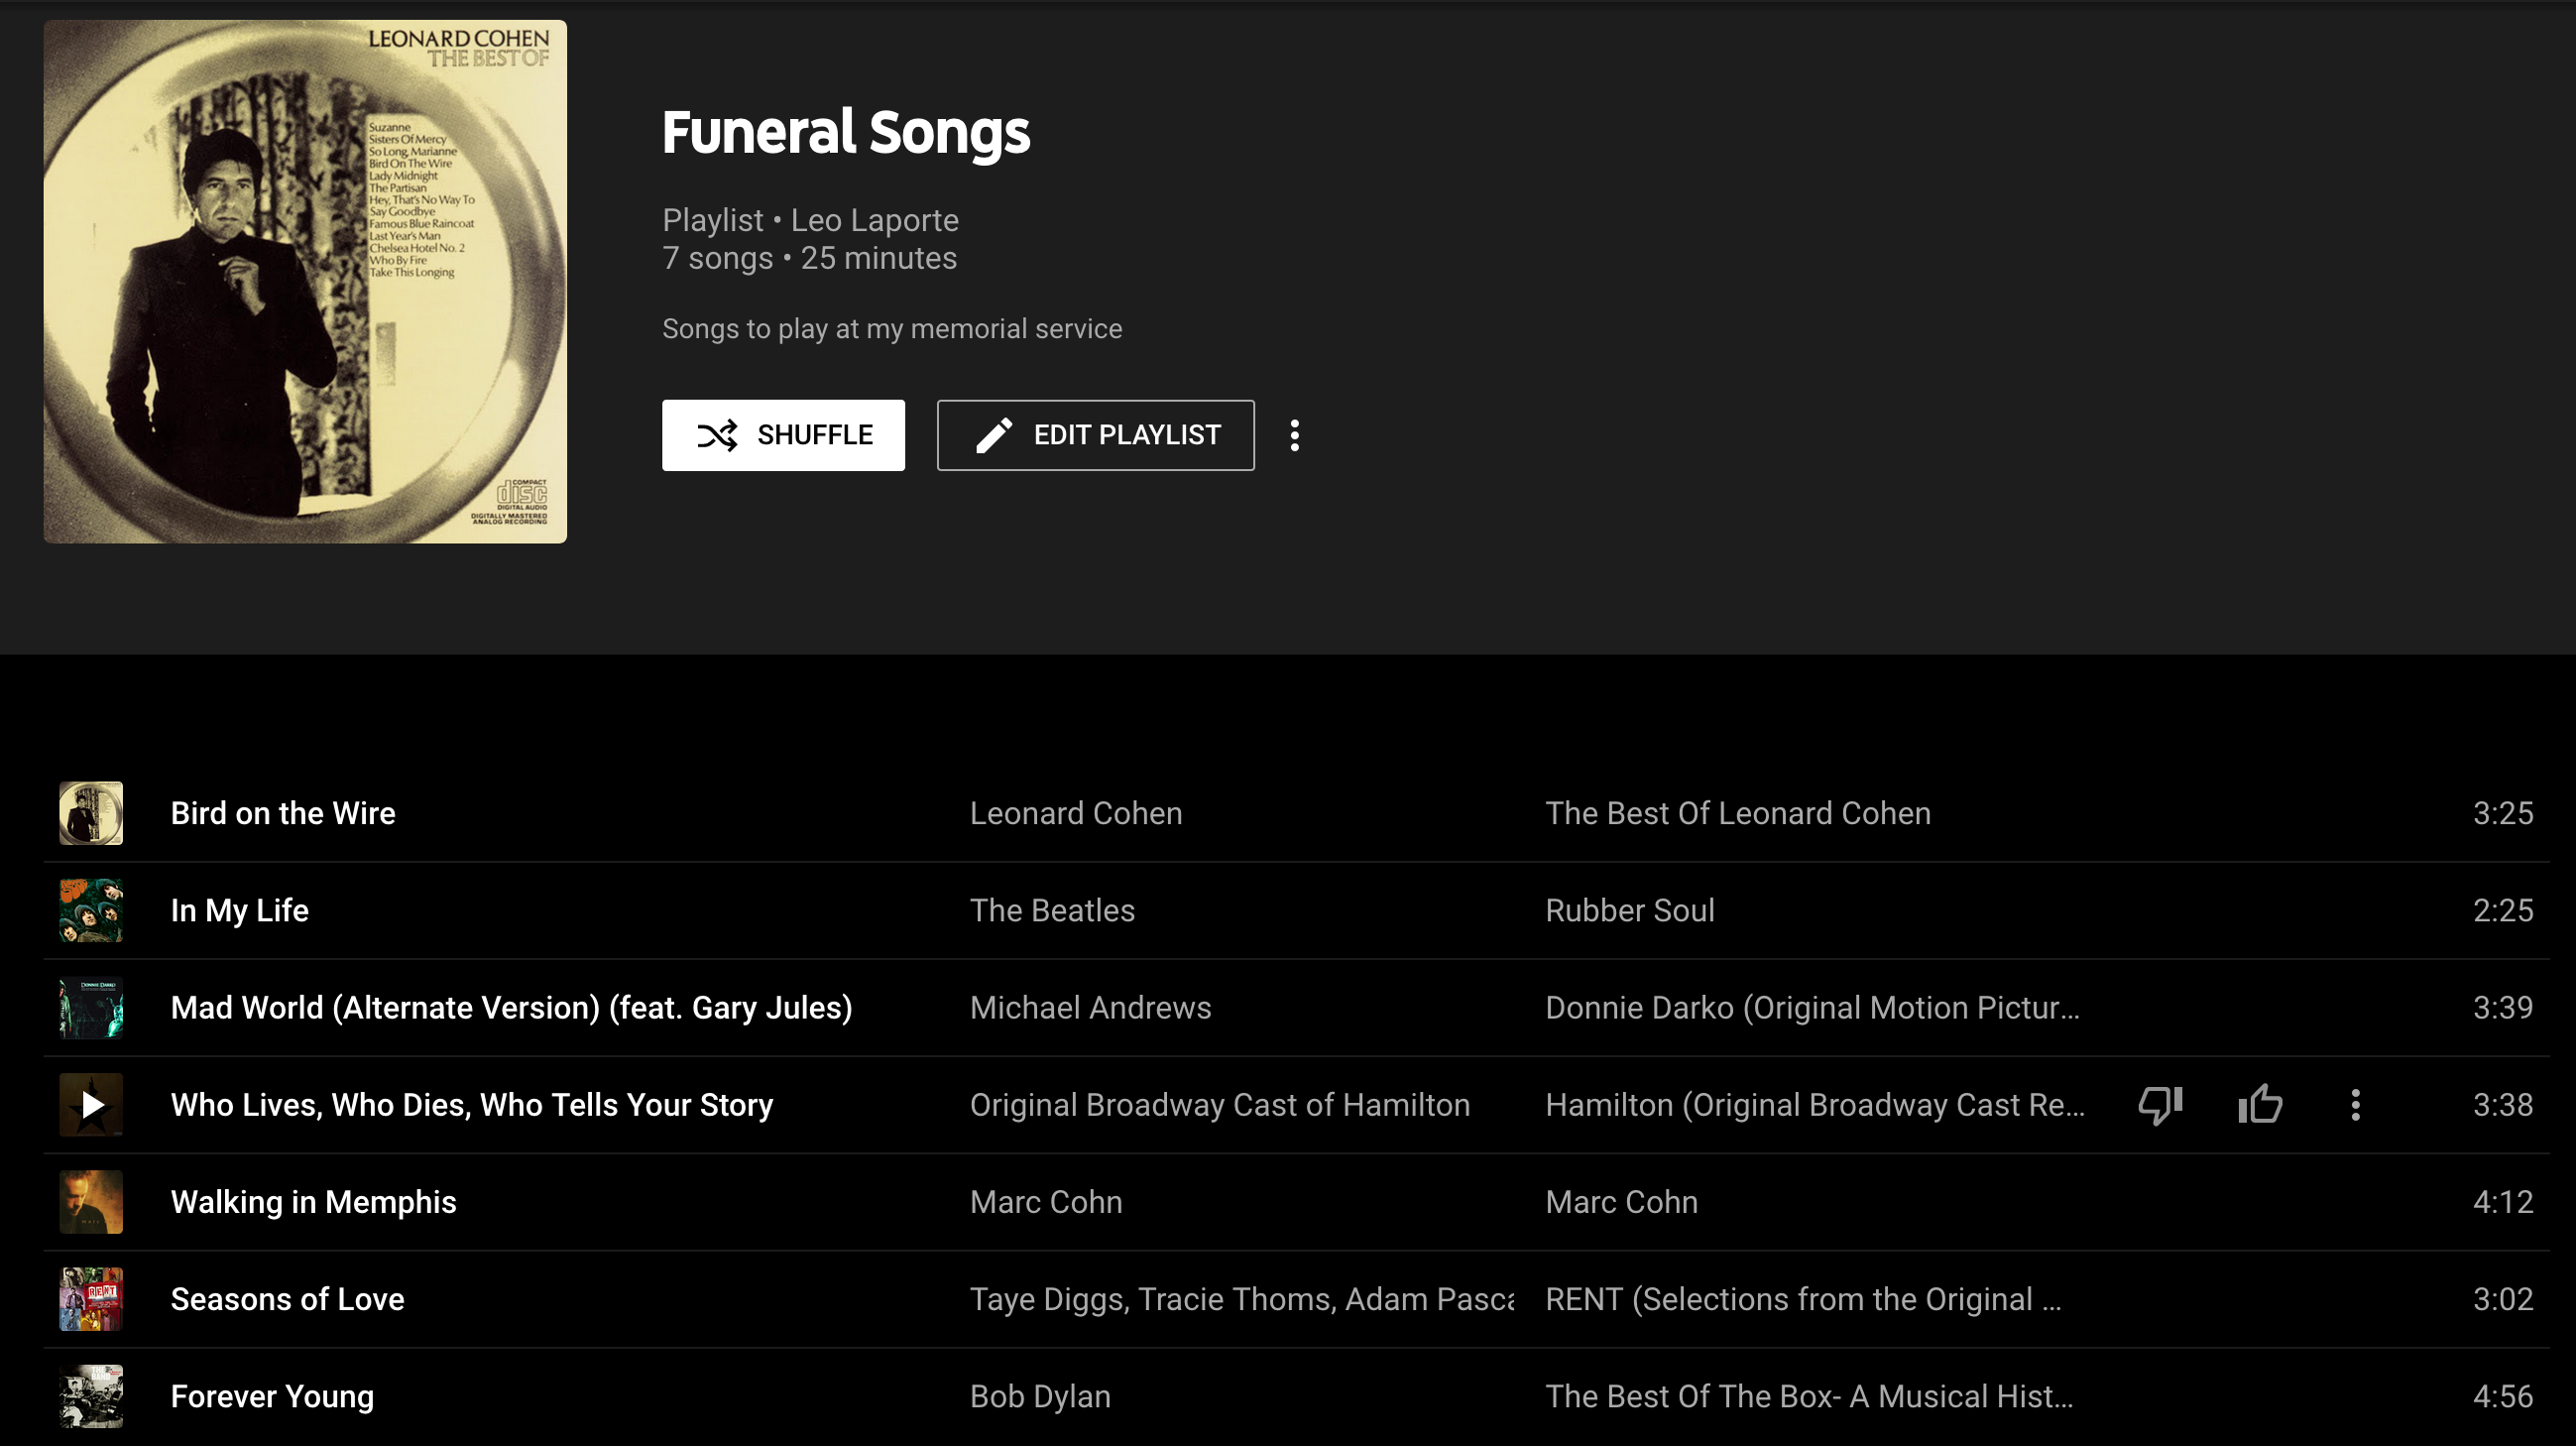 LEONARD COHEN
THE BEST OF
Suzanne
Sisters Of Mercy
So Long, Marianne
Bird On The Wire
Lady Midnight
The Partisan
Hey, That's No Way To
Say Goodbye
Famous Blue Raincoat
Last Year's Man
Chelsea Hotel No. 2
Who By Fire
Take This Longing
COMPACT
disc
DIGITAL AUDIO
DIGITALLY MASTERED
ANALOG RECORDING
Funeral Songs
Playlist • Leo Laporte
7 songs • 25 minutes
Songs to play at my memorial service
SHUFFLE EDIT PLAYLIST
Bird on the Wire Leonard Cohen The Best Of Leonard Cohen 3:25
In My Life The Beatles Rubber Soul 2:25
DONNIE DARKO
Mad World (Alternate Version) (feat. Gary Jules) Michael Andrews Donnie Darko (Original Motion Pictur... 3:39
Who Lives, Who Dies, Who Tells Your Story Original Broadway Cast of Hamilton Hamilton (Original Broadway Cast Re... 3:38
Walking in Memphis Marc Cohn Marc Cohn 4:12
RENT
Seasons of Love Taye Diggs, Tracie Thoms, Adam Pasca RENT (Selections from the Original ... 3:02
Forever Young Bob Dylan The Best Of The Box- A Musical Hist... 4:56